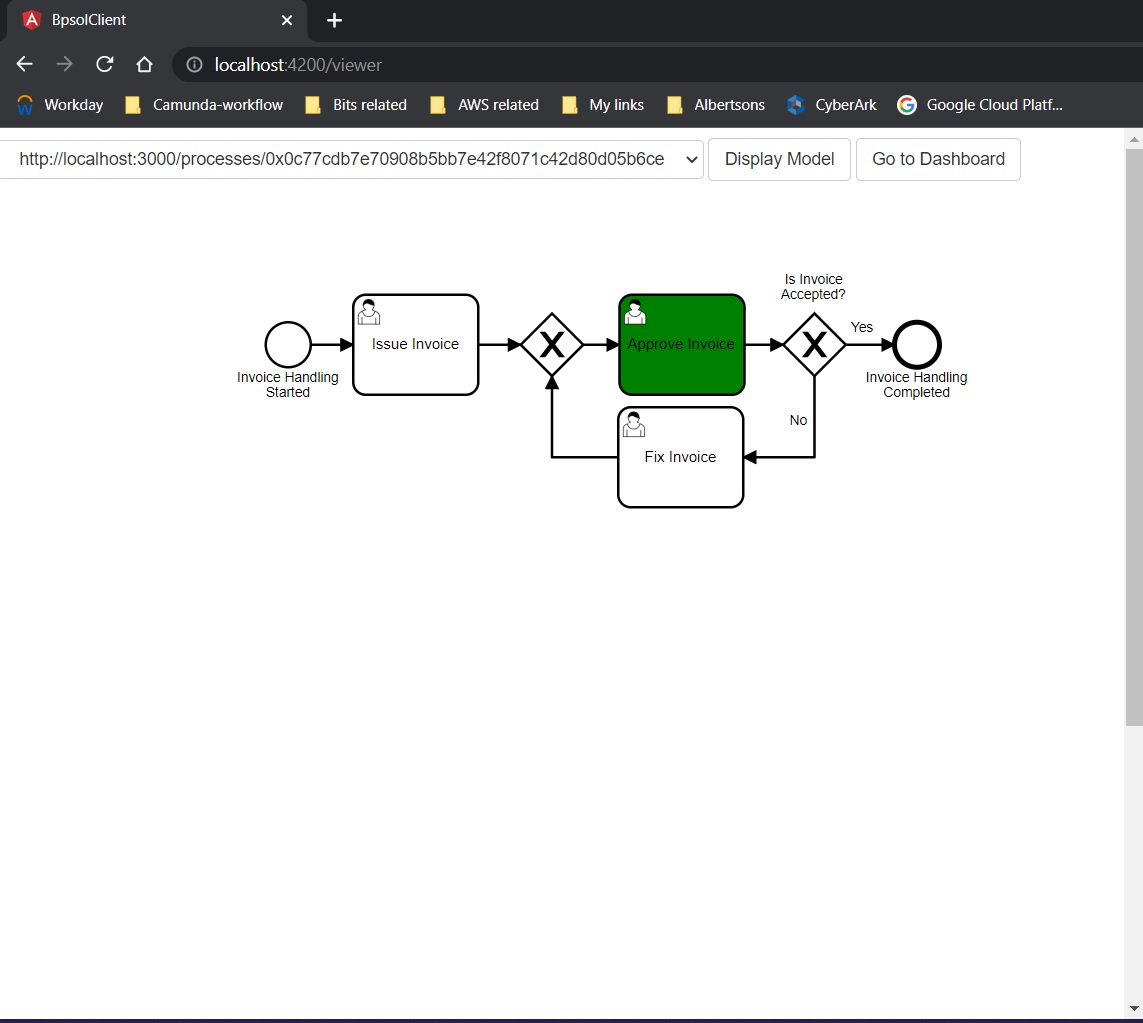 BpsolClient
localhost:4200/viewer
Workday Camunda-workflow Bits related AWS related My links Albertsons CyberArk Google Cloud Platf...
http://localhost:3000/processes/0x0c77cdb7e70908b5bb7e42f8071c42d80d05b6ce Display Model Go to Dashboard
Is Invoice
Accepted?
Issue Invoice
X
Approve Invoice
X
Yes
Invoice Handling
Started
Invoice Handling
Completed
No
Fix Invoice